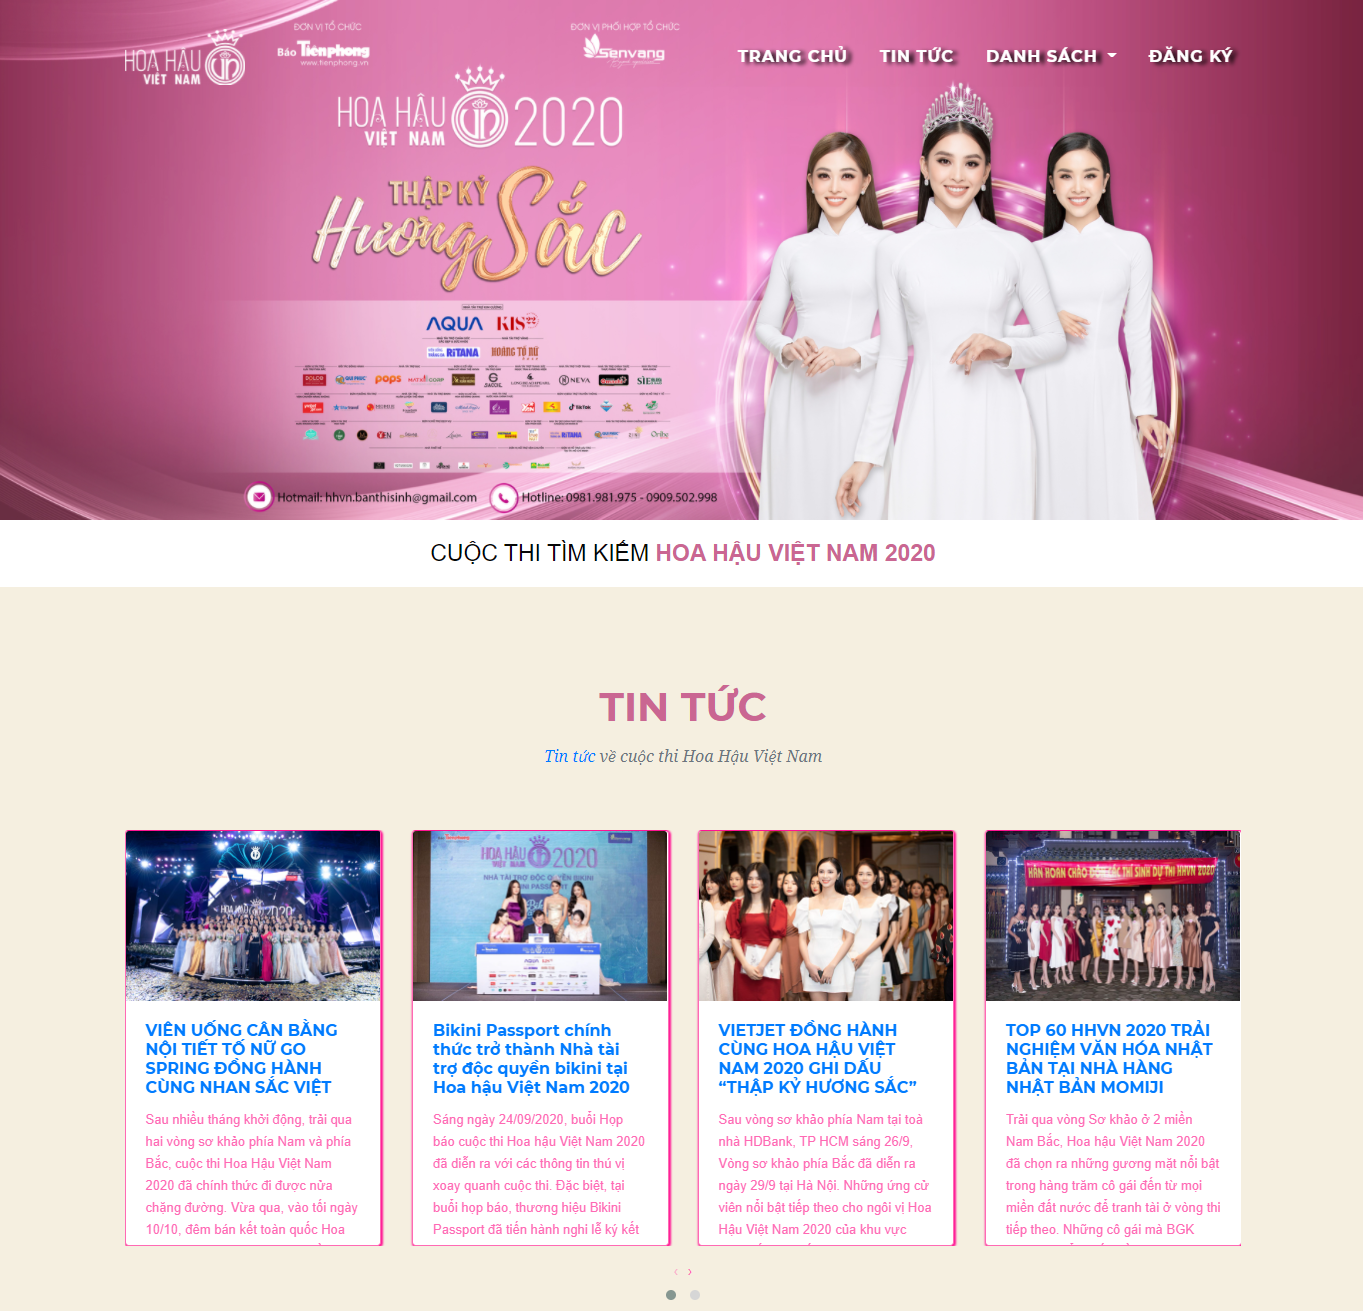 HOA HẬU
VIỆT NAM
ĐƠN VỊ TỔ CHỨC
Báo Tiênphong
www.tienphong.vn
ĐƠN VỊ PHỐI HỢP TỔ CHỨC
Senvang
TRANG CHỦ
TIN TỨC
DANH SÁCH
ĐĂNG KÝ
HOA HẬU
VIỆT NAM
2020
THẬP KỶ
Hương Sắc
AQUA
KIS22
RiTANA
HOÀNG TỐ NỮ
pops
NEVA
TikTok
Hotmail: hhvn.banthisinh@gmail.com
Hotline: 0981.981.975 - 0909.502.998
CUỘC THI TÌM KIẾM HOA HẬU VIỆT NAM 2020
TIN TỨC
Tin tức về cuộc thi Hoa Hậu Việt Nam
HOA HẬU
VIỆT NAM
2020
NHÀ TÀI TRỢ ĐỘC QUYỀN BIKINI
BIKINI PASSPORT
VIÊN UỐNG CÂN BẰNG
NỘI TIẾT TỐ NỮ GO
SPRING ĐỒNG HÀNH
CÙNG NHAN SẮC VIỆT
Sau nhiều tháng khởi động, trải qua
hai vòng sơ khảo phía Nam và phía
Bắc, cuộc thi Hoa Hậu Việt Nam
2020 đã chính thức đi được nửa
chặng đường. Vừa qua, vào tối ngày
10/10, đêm bán kết toàn quốc Hoa
Bikini Passport chính
thức trở thành Nhà tài
trợ độc quyền bikini tại
Hoa hậu Việt Nam 2020
Sáng ngày 24/09/2020, buổi Họp
báo cuộc thi Hoa hậu Việt Nam 2020
đã diễn ra với các thông tin thú vị
xoay quanh cuộc thi. Đặc biệt, tại
buổi họp báo, thương hiệu Bikini
Passport đã tiến hành nghi lễ ký kết
VIETJET ĐỒNG HÀNH
CÙNG HOA HẬU VIỆT
NAM 2020 GHI DẤU
“THẬP KỶ HƯƠNG SẮC”
Sau vòng sơ khảo phía Nam tại toà
nhà HDBank, TP HCM sáng 26/9,
Vòng sơ khảo phía Bắc đã diễn ra
ngày 29/9 tại Hà Nội. Những ứng cử
viên nổi bật tiếp theo cho ngôi vị Hoa
Hậu Việt Nam 2020 của khu vực
HÂN HOAN CHÀO ĐÓN CÁC THÍ SINH DỰ THI HHVN 2020
TOP 60 HHVN 2020 TRẢI
NGHIỆM VĂN HÓA NHẬT
BẢN TẠI NHÀ HÀNG
NHẬT BẢN MOMIJI
Trải qua vòng Sơ khảo ở 2 miền
Nam Bắc, Hoa hậu Việt Nam 2020
đã chọn ra những gương mặt nổi bật
trong hàng trăm cô gái đến từ mọi
miền đất nước để tranh tài ở vòng thi
tiếp theo. Những cô gái mà BGK